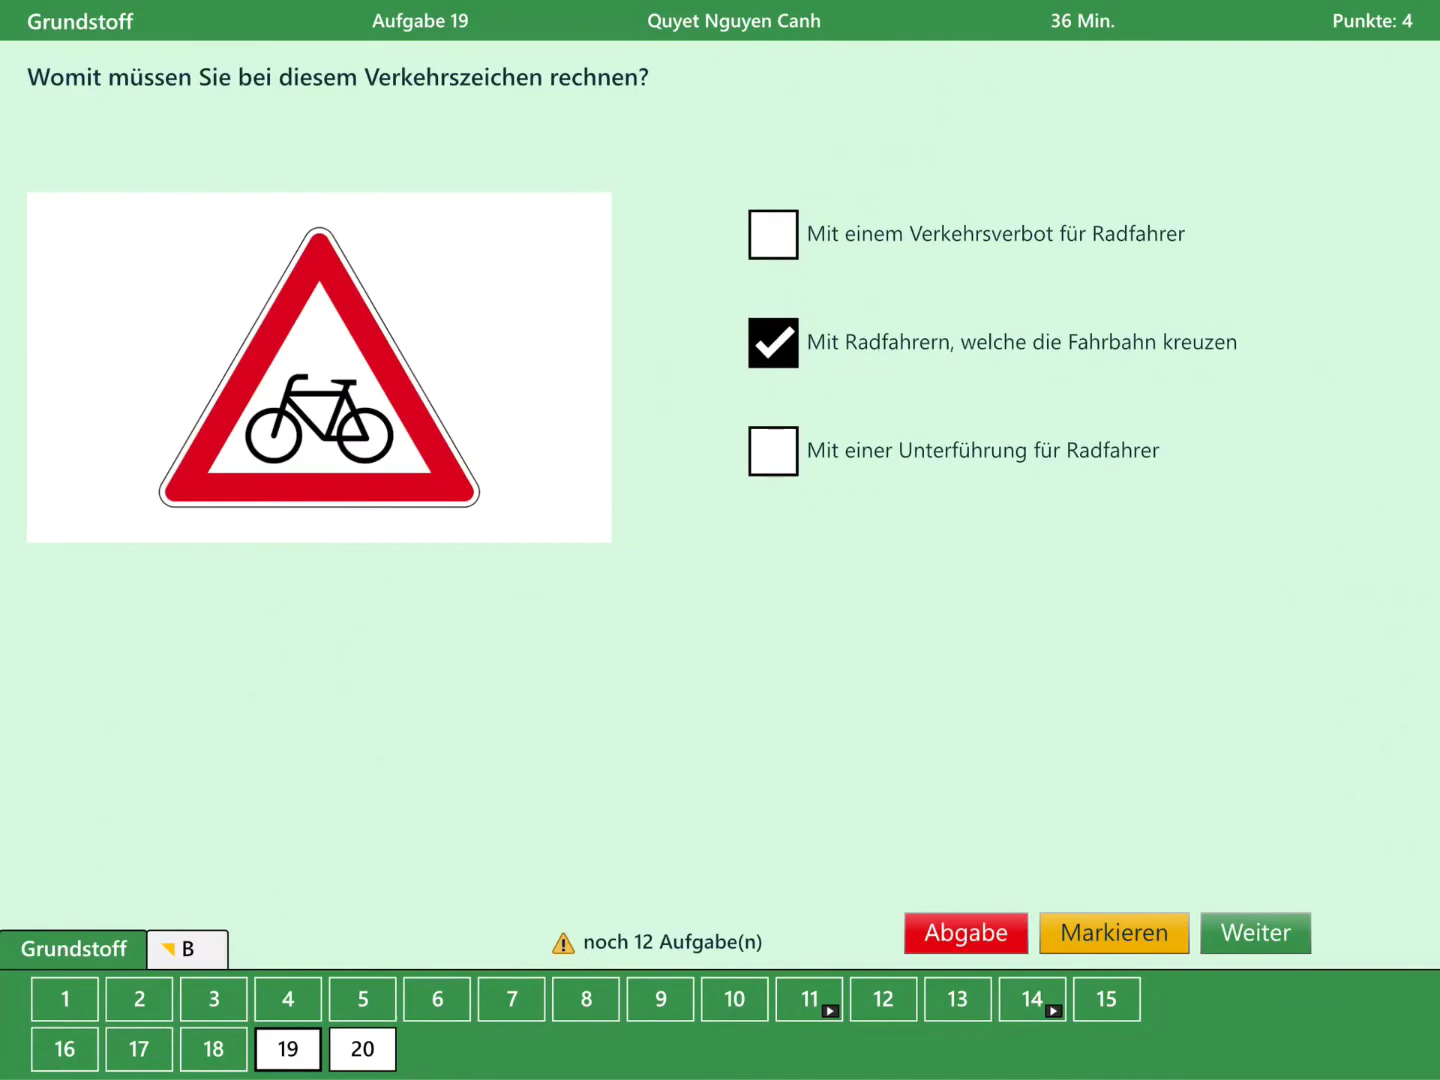 Grundstoff Aufgabe 19 Quyet Nguyen Canh 36 Min. Punkte: 4
Womit müssen Sie bei diesem Verkehrszeichen rechnen?
Mit einem Verkehrsverbot für Radfahrer
Mit Radfahrern, welche die Fahrbahn kreuzen
Mit einer Unterführung für Radfahrer
Grundstoff B noch 12 Aufgabe(n) Abgabe Markieren Weiter
1 2 3 4 5 6 7 8 9 10 11 12 13 14 15
16 17 18 19 20